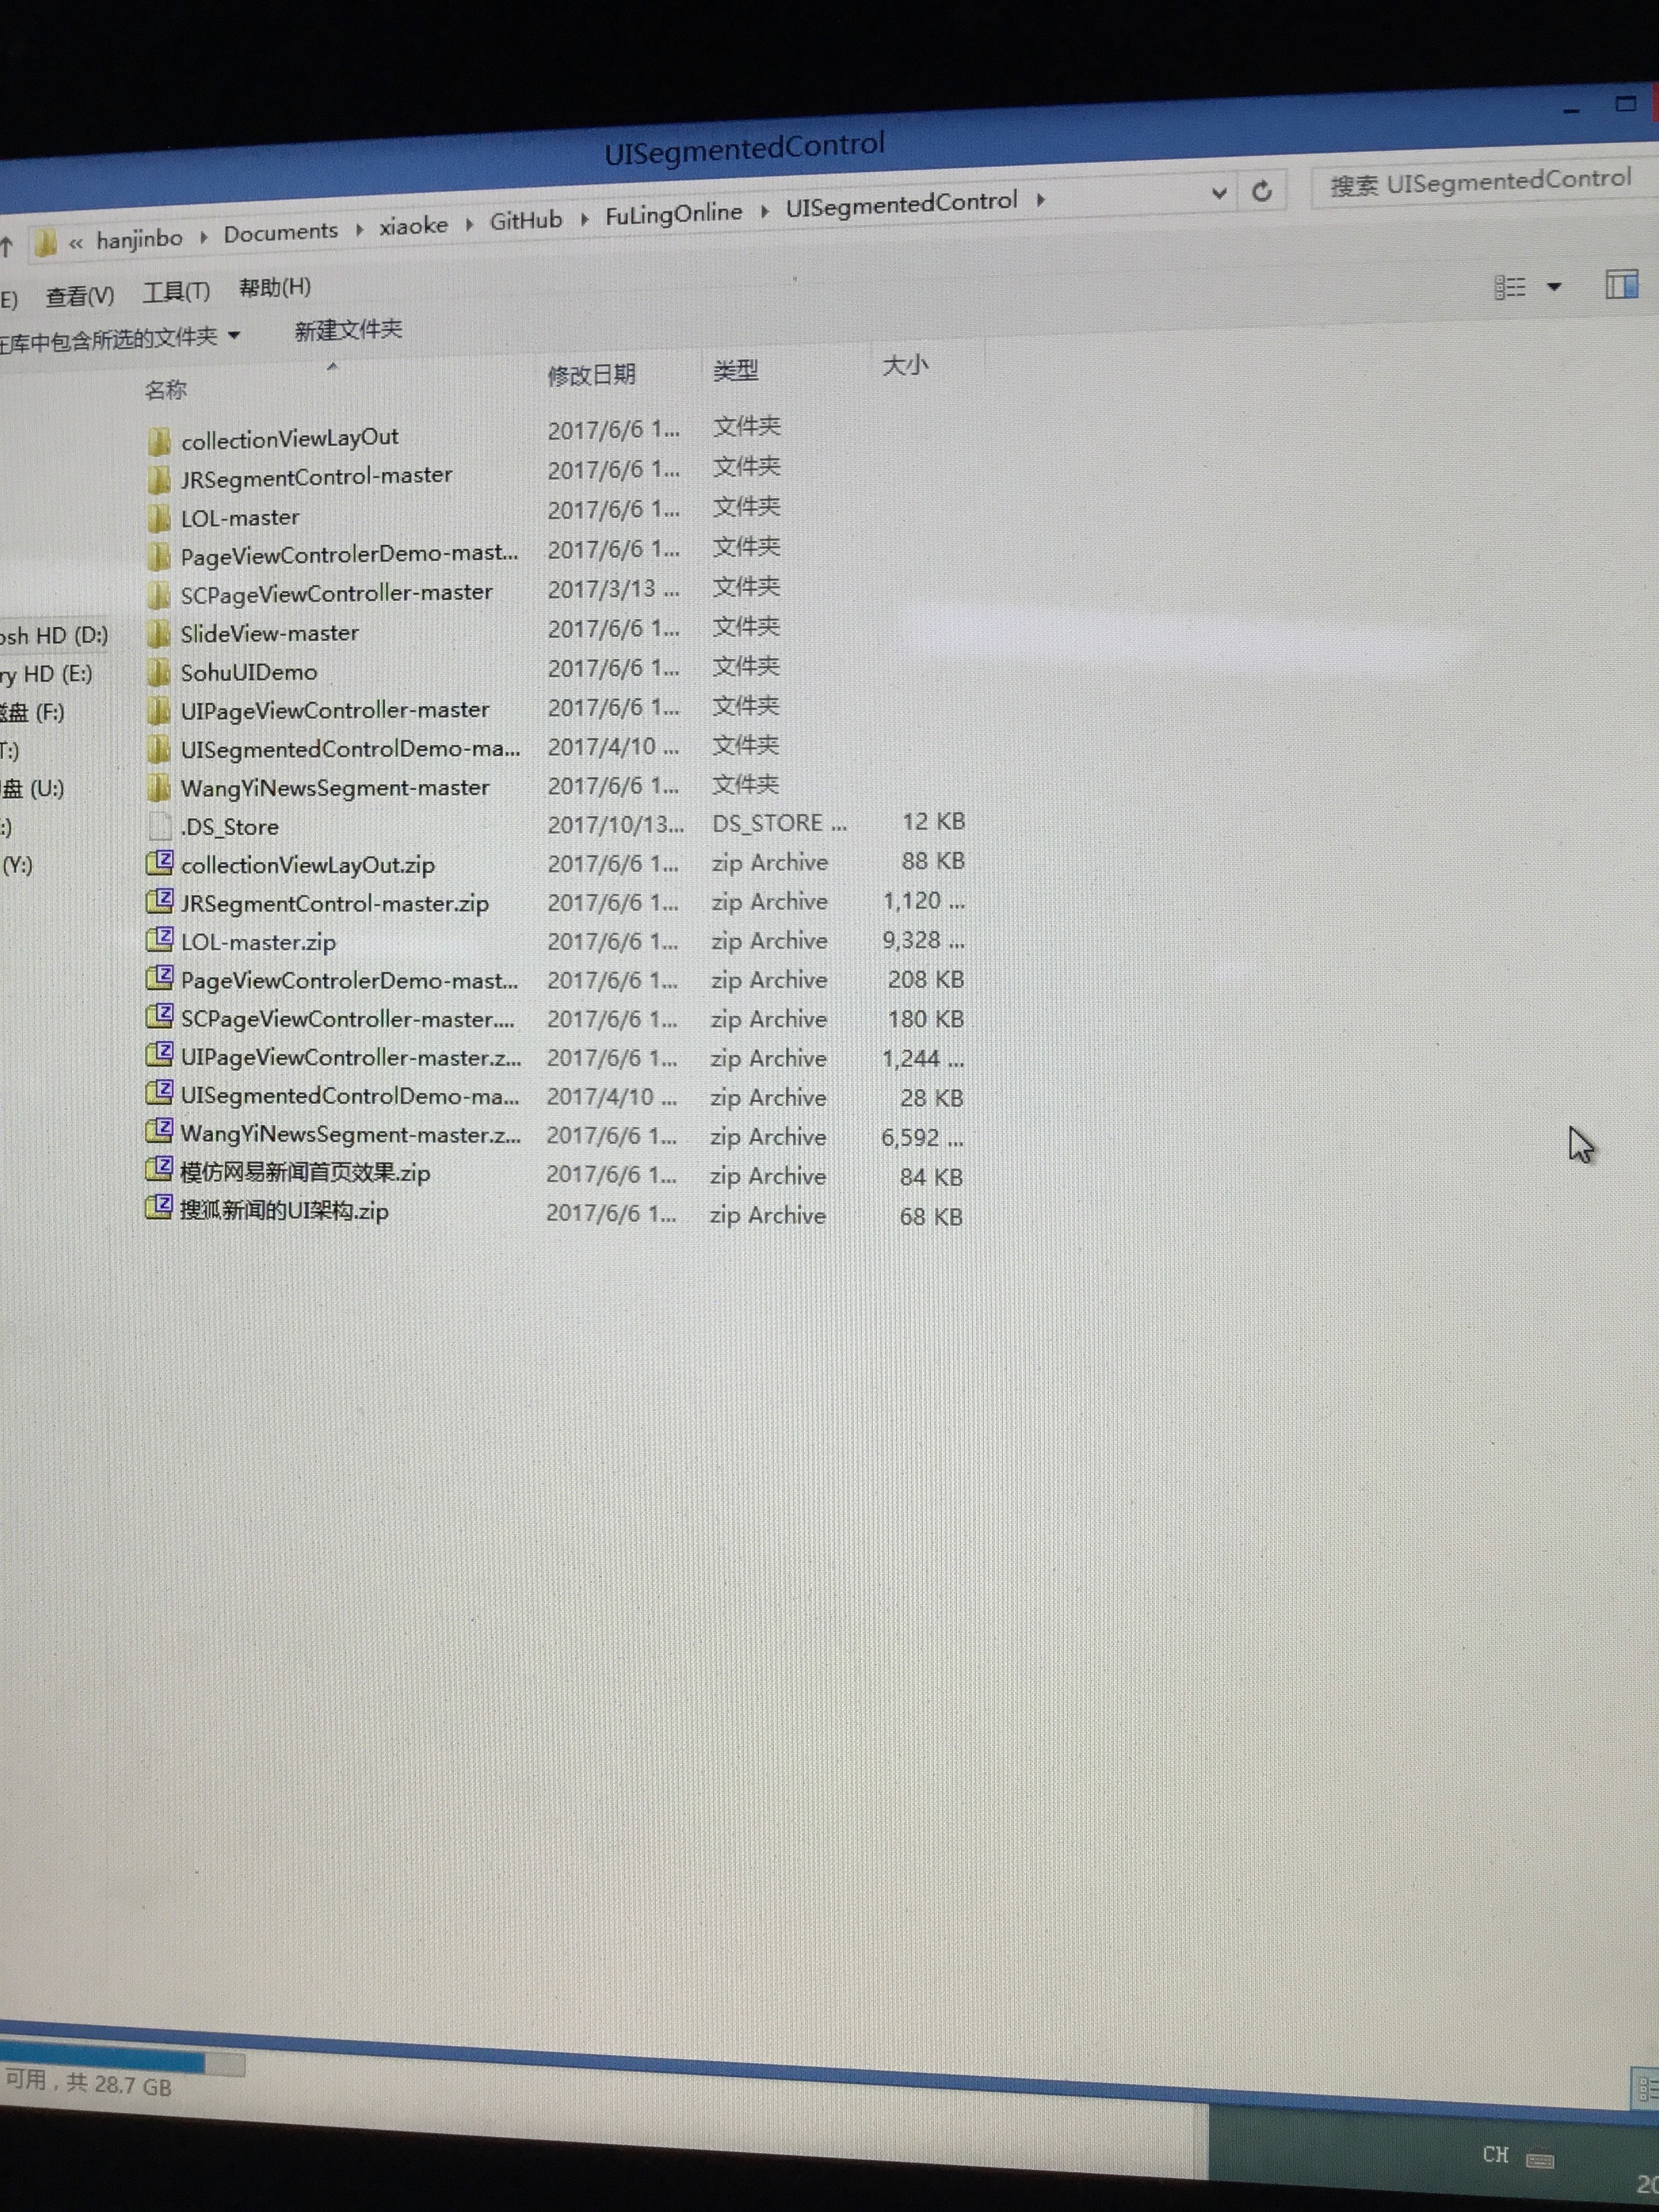 UISegmentedControl
« hanjinbo Documents xiaoke GitHub FuLingOnline UISegmentedControl 搜索 UISegmentedControl
E) 查看(V) 工具(T) 帮助(H)
库中包含所选的文件夹 新建文件夹
名称 修改日期 类型 大小
collectionViewLayOut 2017/6/6 1... 文件夹
JRSegmentControl-master 2017/6/6 1... 文件夹
LOL-master 2017/6/6 1... 文件夹
PageViewControlerDemo-mast... 2017/6/6 1... 文件夹
SCPageViewController-master 2017/3/13 ... 文件夹
osh HD (D:) SlideView-master 2017/6/6 1... 文件夹
ry HD (E:) SohuUIDemo 2017/6/6 1... 文件夹
盘 (F:) UIPageViewController-master 2017/6/6 1... 文件夹
T:) UISegmentedControlDemo-ma... 2017/4/10 ... 文件夹
盘 (U:) WangYiNewsSegment-master 2017/6/6 1... 文件夹
:) .DS_Store 2017/10/13... DS_STORE ... 12 KB
(Y:) collectionViewLayOut.zip 2017/6/6 1... zip Archive 88 KB
JRSegmentControl-master.zip 2017/6/6 1... zip Archive 1,120 ...
LOL-master.zip 2017/6/6 1... zip Archive 9,328 ...
PageViewControlerDemo-mast... 2017/6/6 1... zip Archive 208 KB
SCPageViewController-master.... 2017/6/6 1... zip Archive 180 KB
UIPageViewController-master.z... 2017/6/6 1... zip Archive 1,244 ...
UISegmentedControlDemo-ma... 2017/4/10 ... zip Archive 28 KB
WangYiNewsSegment-master.z... 2017/6/6 1... zip Archive 6,592 ...
模仿网易新闻首页效果.zip 2017/6/6 1... zip Archive 84 KB
搜狐新闻的UI架构.zip 2017/6/6 1... zip Archive 68 KB
可用，共 28.7 GB
CH
20